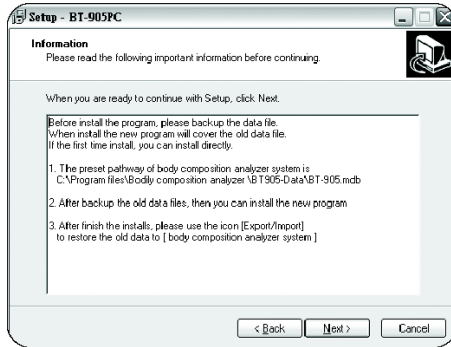 Setup - BT-905PC
Information
Please read the following important information before continuing.
When you are ready to continue with Setup, click Next.
Before install the program, please backup the data file.
When install the new program will cover the old data file.
If the first time install, you can install directly.
1. The preset pathway of body composition analyzer system is
C:\Program files\Bodily composition analyzer \BT905-Data\BT-905.mdb
2. After backup the old data files, then you can install the new program
3. After finish the installs, please use the icon [Export/Import]
to restore the old data to [ body composition analyzer system ]
< Back Next > Cancel